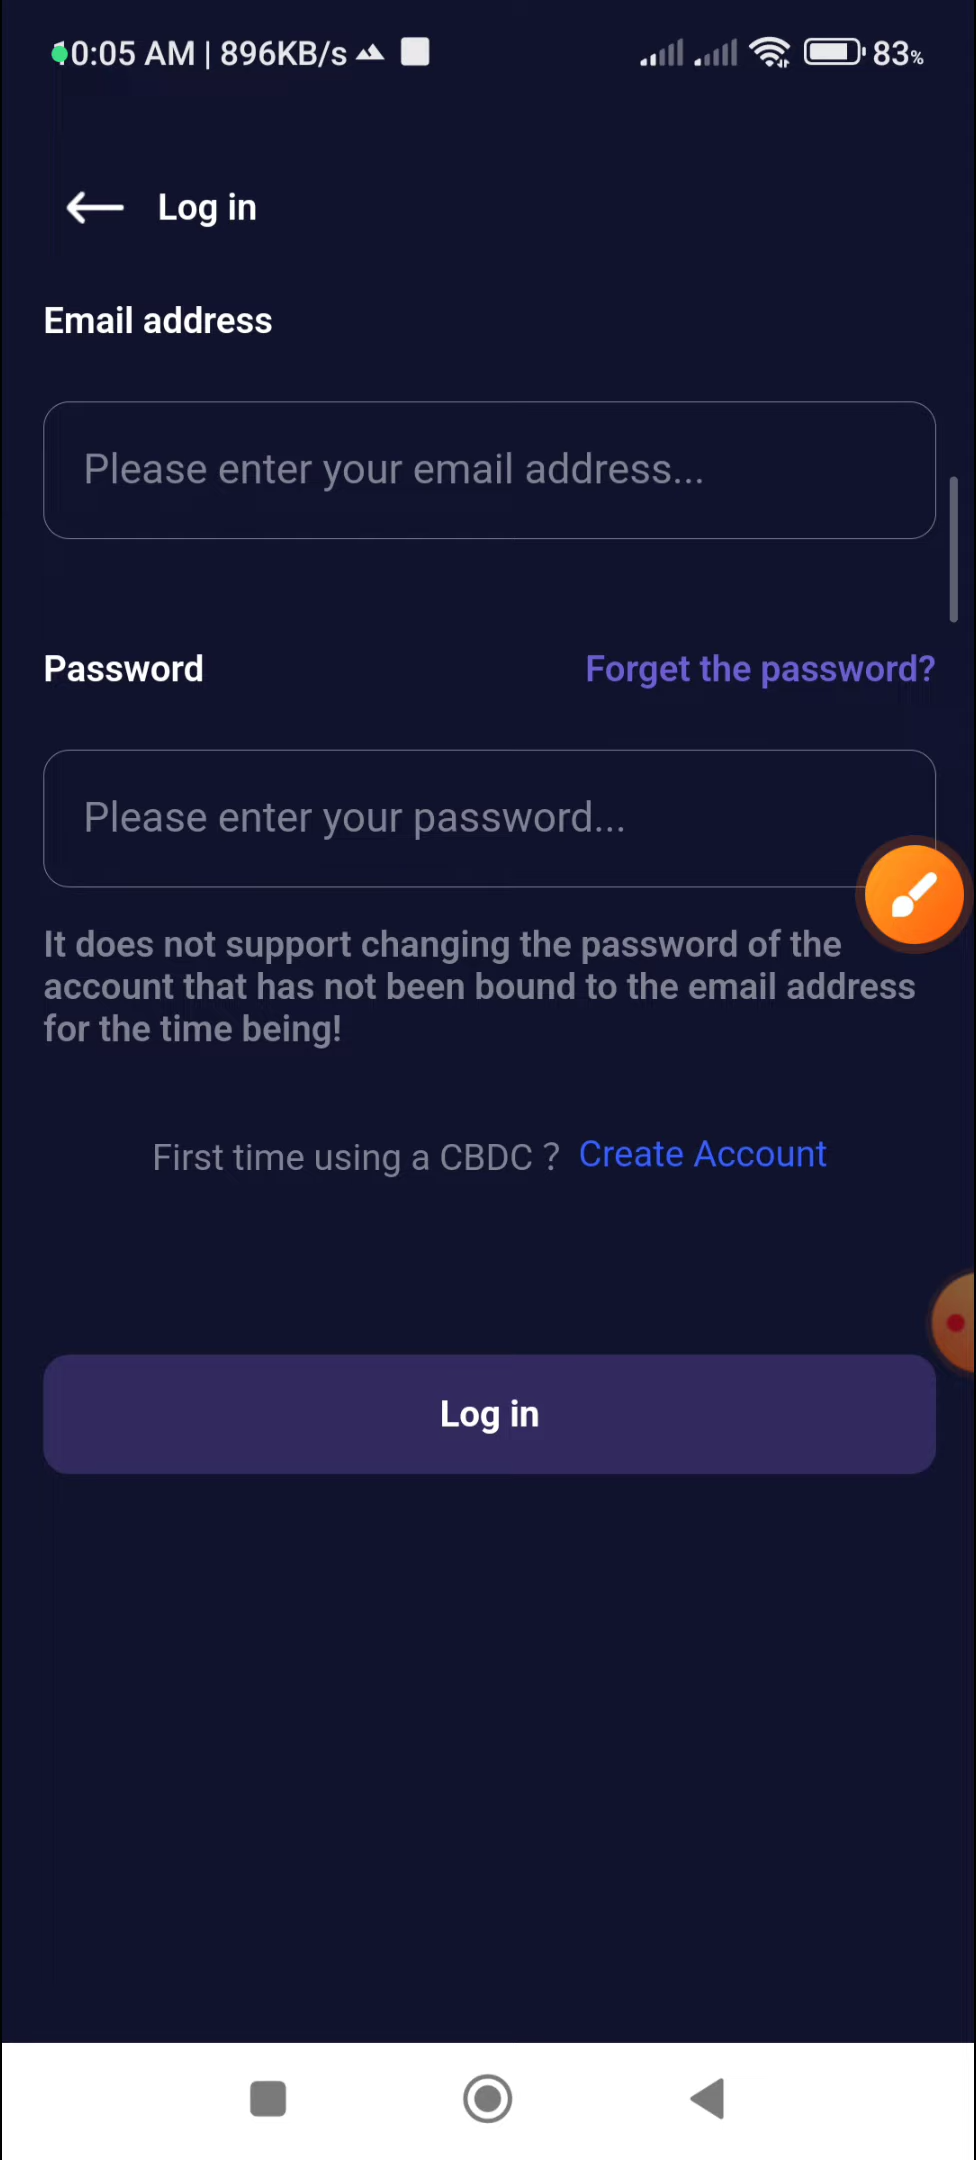 10:05 AM | 896KB/s 83%
Log in
Email address
Please enter your email address...
Password Forget the password?
Please enter your password...
It does not support changing the password of the
account that has not been bound to the email address
for the time being!
First time using a CBDC ? Create Account
Log in